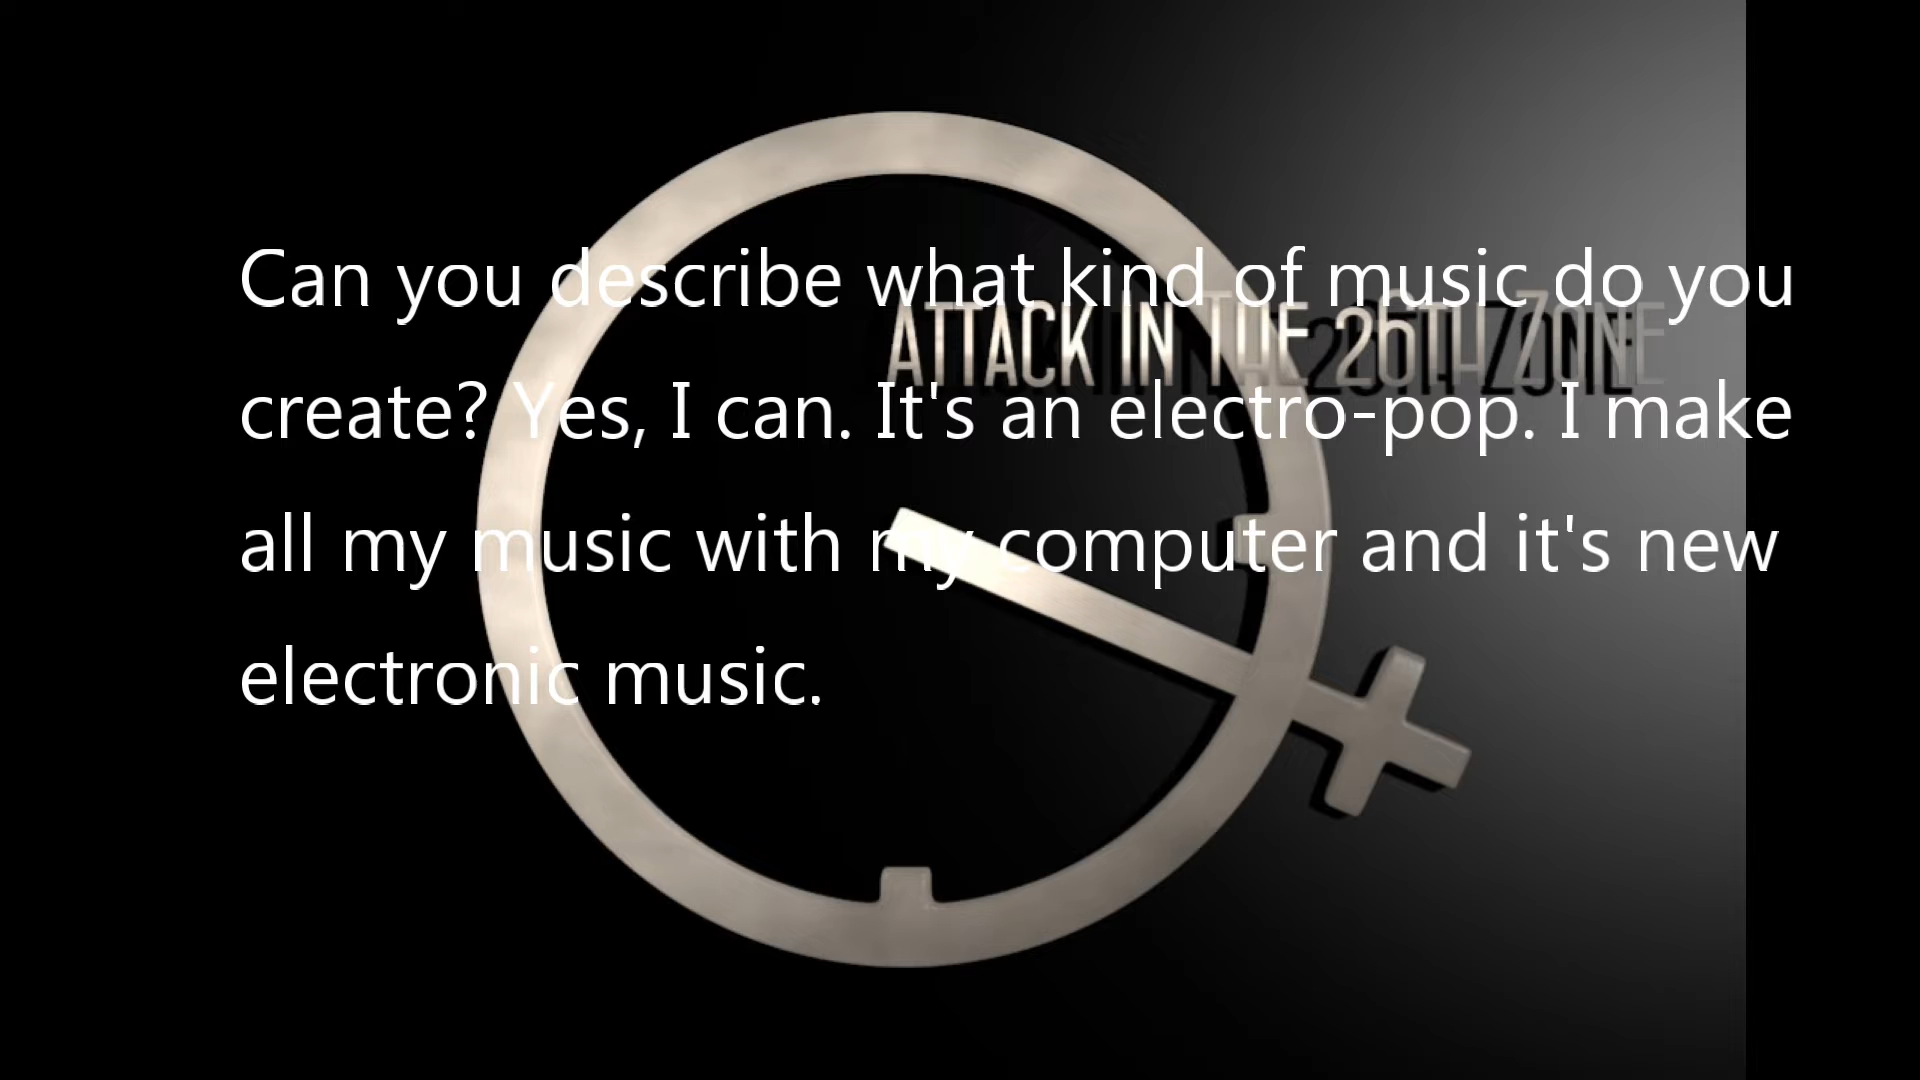 Can you describe what kind of music do you
ATTACK IN THE 26TH ZONE
create? Yes, I can. It's an electro-pop. I make
all my music with my computer and it's new
electronic music.